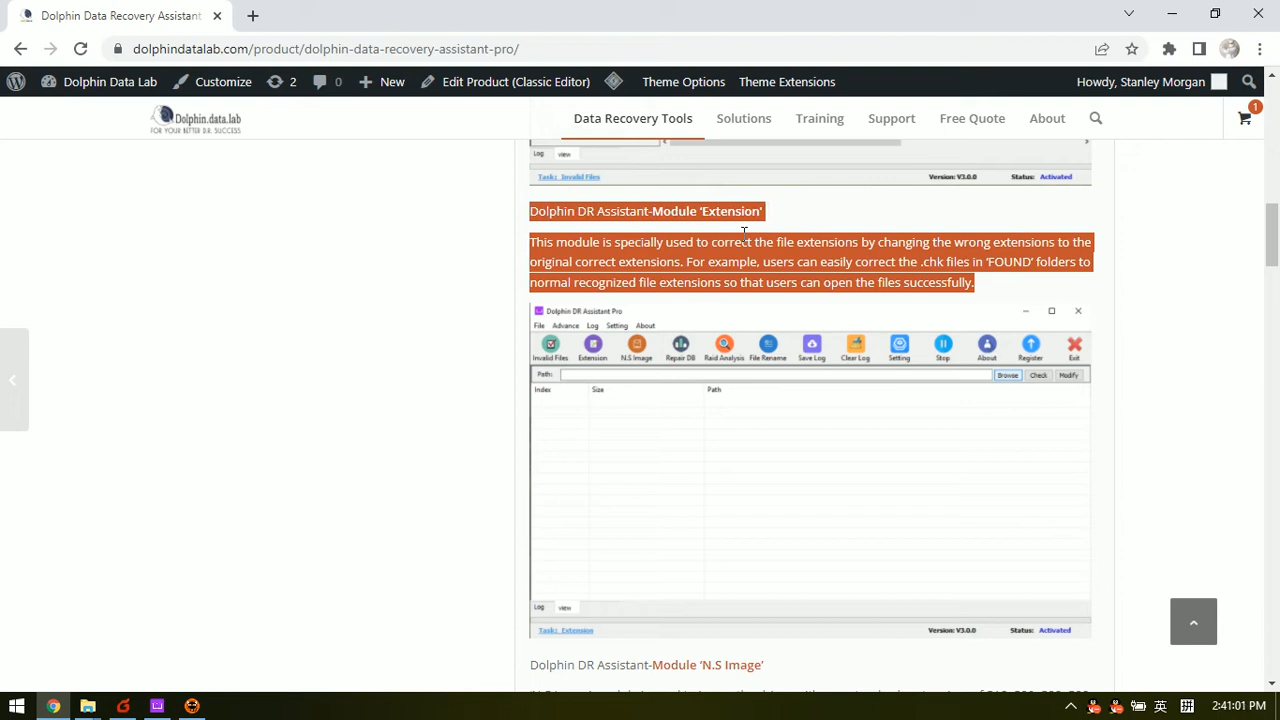 Dolphin Data Recovery Assistant
dolphindatalab.com/product/dolphin-data-recovery-assistant-pro/
Dolphin Data Lab Customize 2 0 New Edit Product (Classic Editor) Theme Options Theme Extensions Howdy, Stanley Morgan
Dolphin.data.lab
FOR YOUR BETTER D.R. SUCCESS
Data Recovery Tools Solutions Training Support Free Quote About 1
Log view
Task: Invalid Files Version: V3.0.0 Status: Activated
Dolphin DR Assistant-Module 'Extension'
This module is specially used to correct the file extensions by changing the wrong extensions to the
original correct extensions. For example, users can easily correct the .chk files in ‘FOUND’ folders to
normal recognized file extensions so that users can open the files successfully.
Dolphin DR Assistant Pro
File Advance Log Setting About
Invalid Files Extension N.S Image Repair DB Raid Analysis File Rename Save Log Clear Log Setting Stop About Register Exit
Path: Browse Check Modify
Index Size Path
Log view
Task: Extension Version: V3.0.0 Status: Activated
Dolphin DR Assistant-Module ‘N.S Image’
英 拼 2:41:01 PM